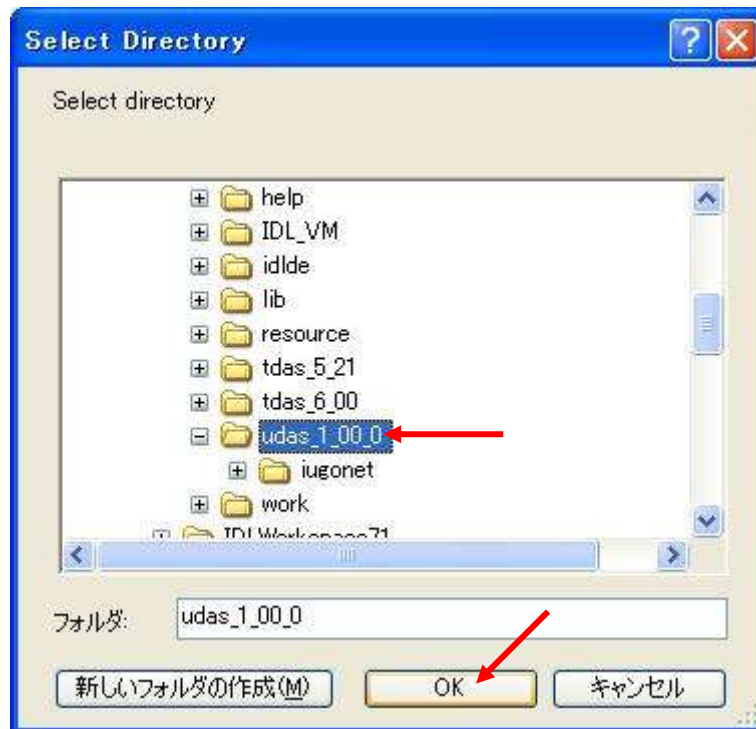 Select Directory
Select directory
help
IDL_VM
idlde
lib
resource
tdas_5_21
tdas_6_00
udas_1_00_0
iugonet
work
IDLWorkspace71
フォルダ:
udas_1_00_0
新しいフォルダの作成(M)
OK
キャンセル